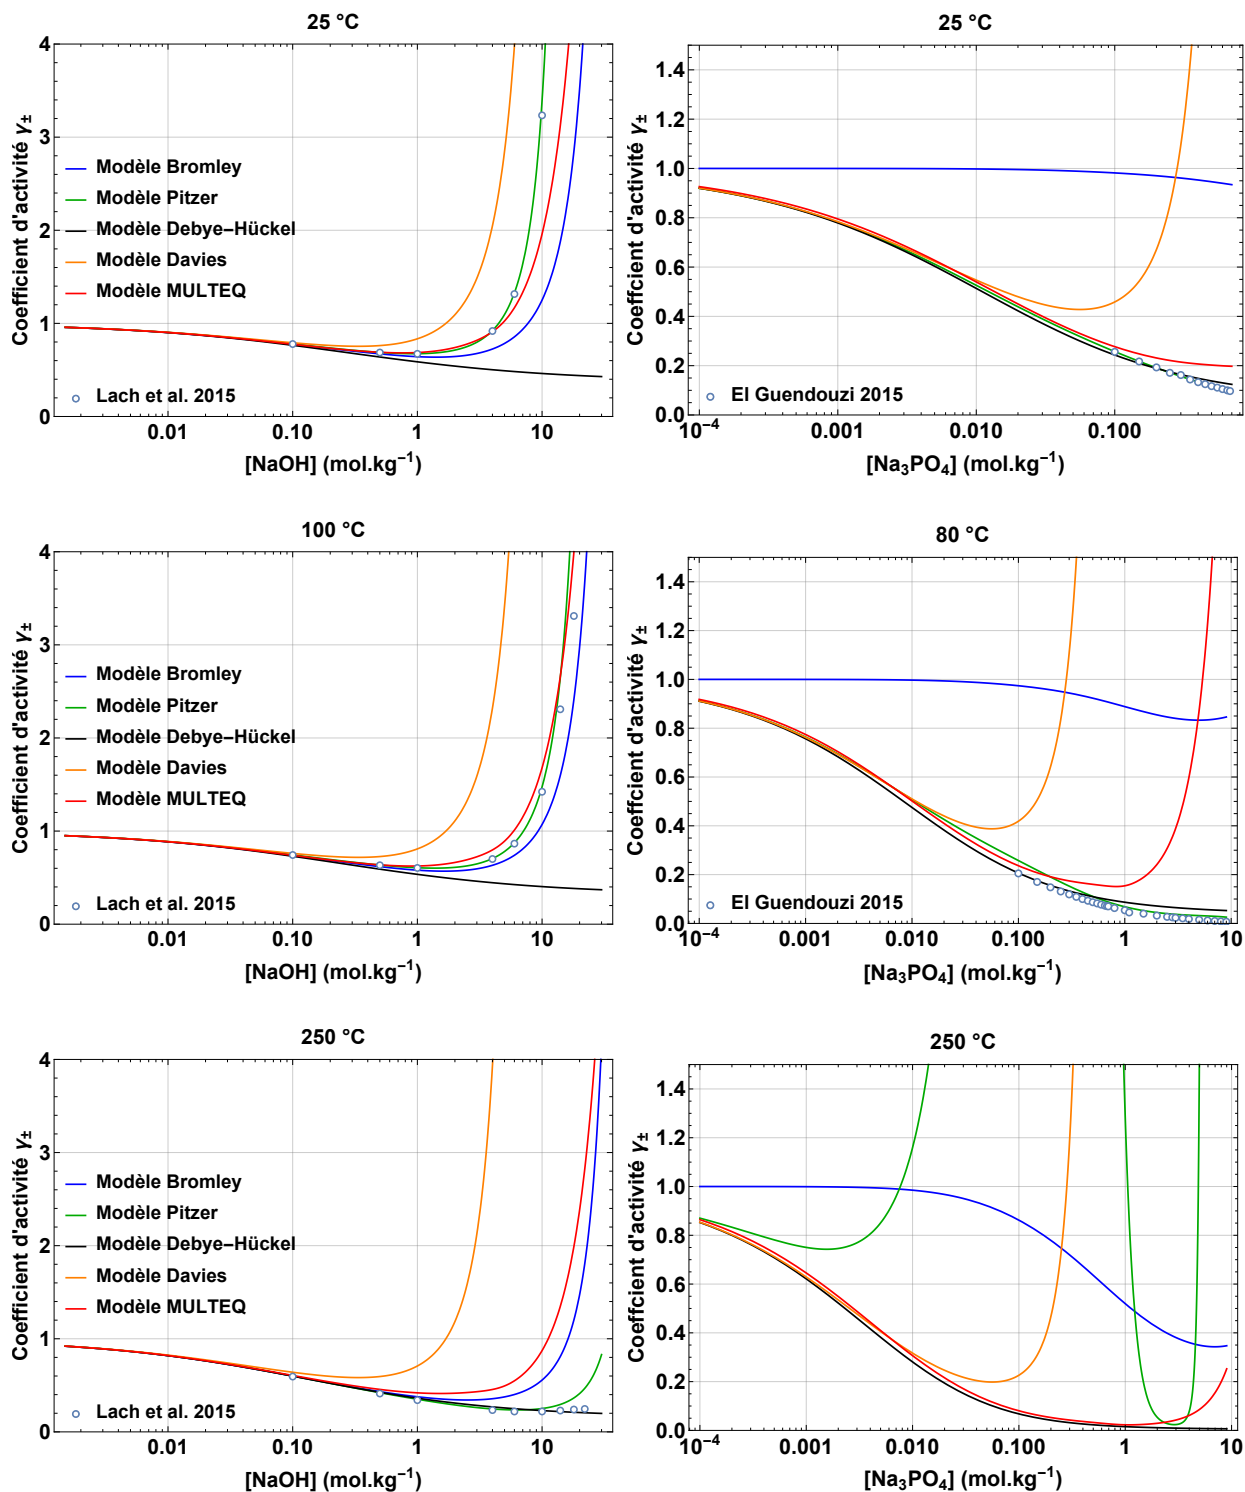 25 °C
4
3
2
1
0
Coefficient d'activité γ±
Modèle Bromley
Modèle Pitzer
Modèle Debye–Hückel
Modèle Davies
Modèle MULTEQ
Lach et al. 2015
0.01 0.10 1 10
[NaOH] (mol.kg⁻¹)
25 °C
1.4
1.2
1.0
0.8
0.6
0.4
0.2
0.0
Coeffcient d'activité γ±
El Guendouzi 2015
10⁻⁴ 0.001 0.010 0.100
[Na₃PO₄] (mol.kg⁻¹)
100 °C
4
3
2
1
0
Coefficient d'activité γ±
Modèle Bromley
Modèle Pitzer
Modèle Debye–Hückel
Modèle Davies
Modèle MULTEQ
Lach et al. 2015
0.01 0.10 1 10
[NaOH] (mol.kg⁻¹)
80 °C
1.4
1.2
1.0
0.8
0.6
0.4
0.2
0.0
Coeffcient d'activité γ±
El Guendouzi 2015
10⁻⁴ 0.001 0.010 0.100 1 10
[Na₃PO₄] (mol.kg⁻¹)
250 °C
4
3
2
1
0
Coefficient d'activité γ±
Modèle Bromley
Modèle Pitzer
Modèle Debye–Hückel
Modèle Davies
Modèle MULTEQ
Lach et al. 2015
0.01 0.10 1 10
[NaOH] (mol.kg⁻¹)
250 °C
1.4
1.2
1.0
0.8
0.6
0.4
0.2
0.0
Coeffcient d'activité γ±
10⁻⁴ 0.001 0.010 0.100 1 10
[Na₃PO₄] (mol.kg⁻¹)